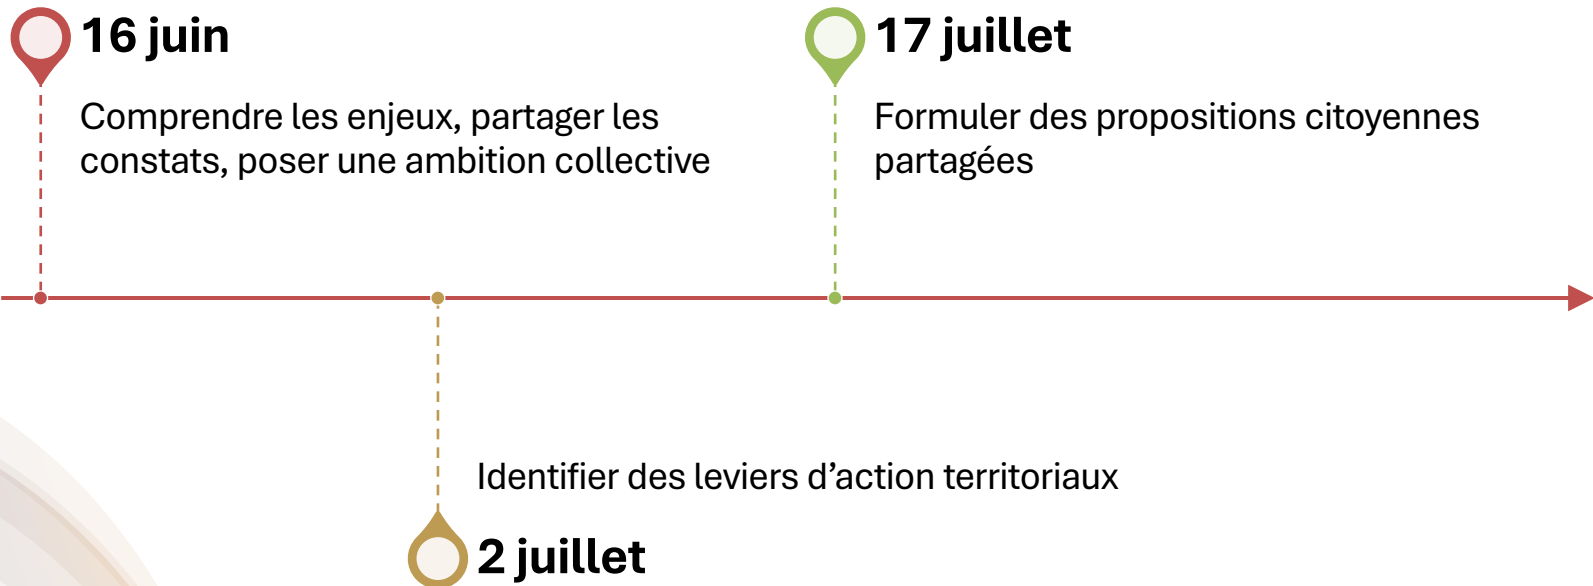 16 juin
Comprendre les enjeux, partager les
constats, poser une ambition collective
17 juillet
Formuler des propositions citoyennes
partagées
Identifier des leviers d’action territoriaux
2 juillet